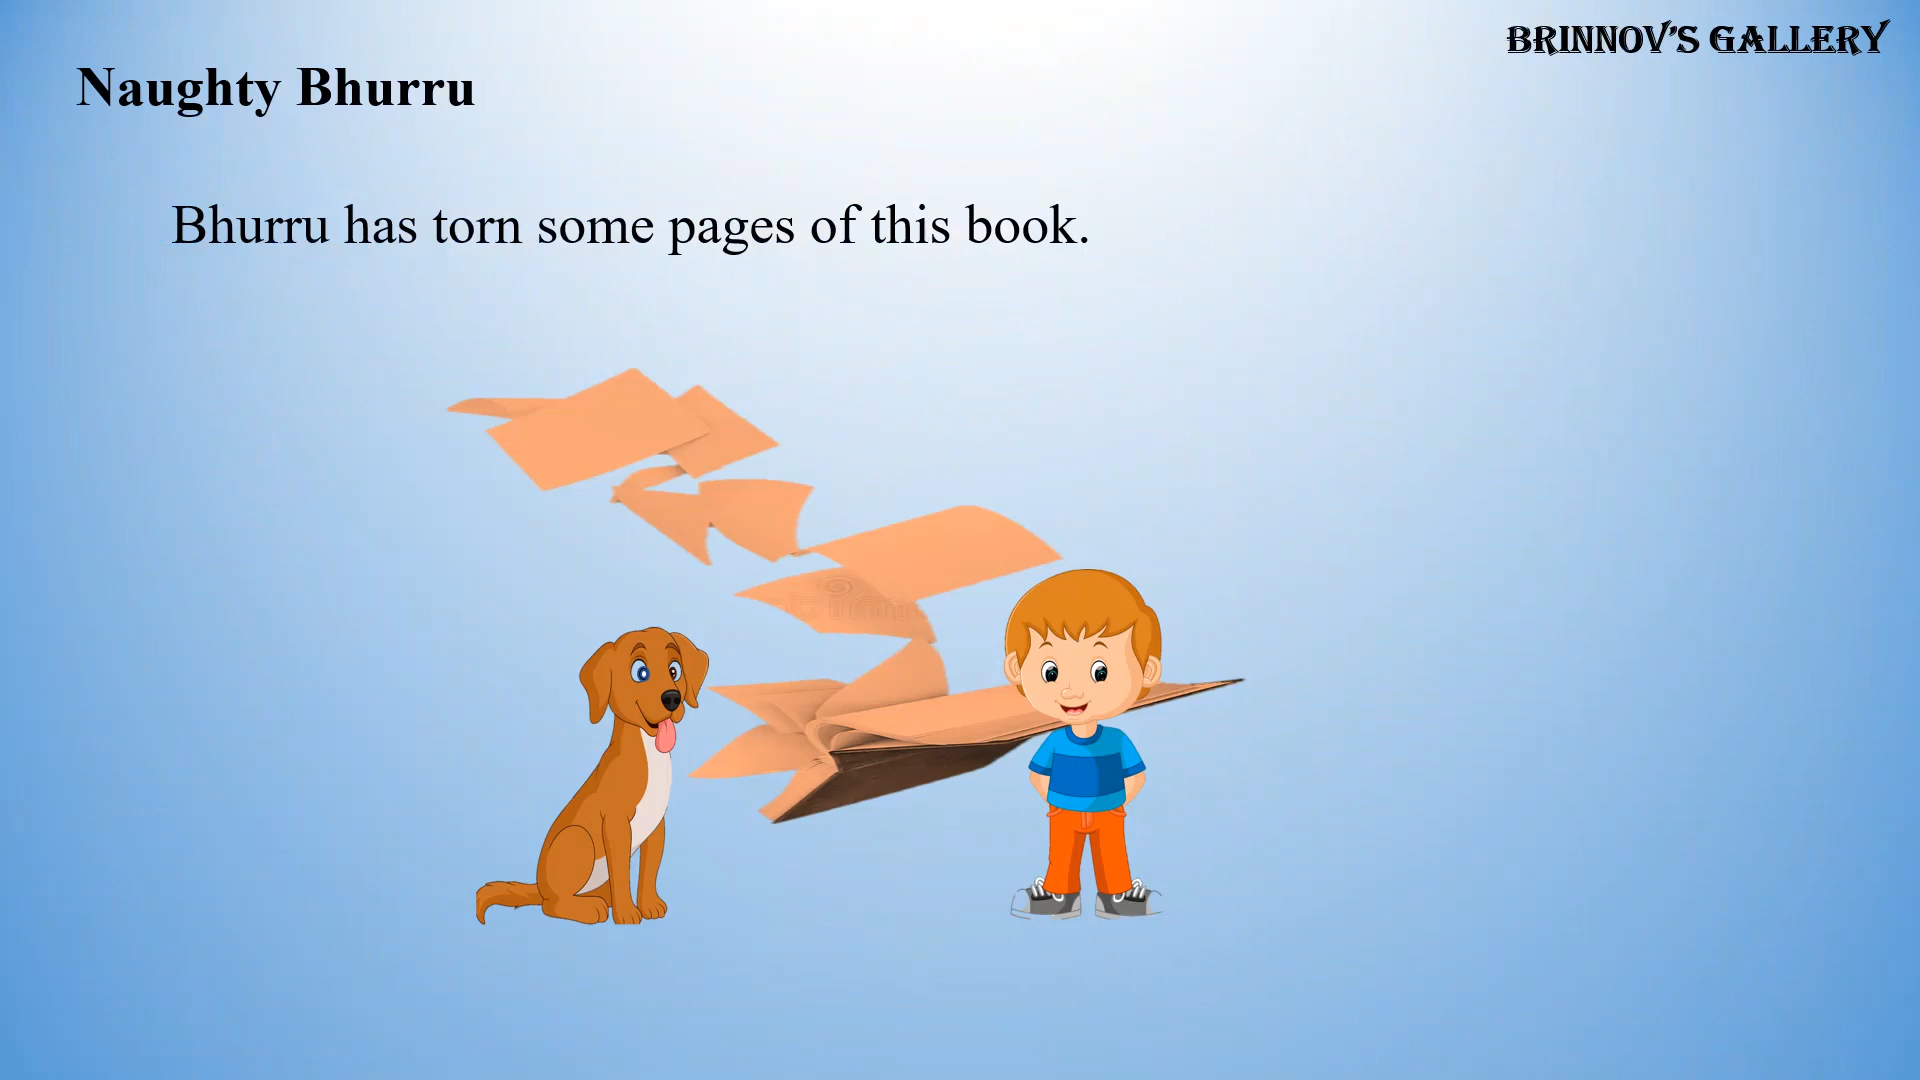 BRINNOV'S GALLERY
Naughty Bhurru
Bhurru has torn some pages of this book.